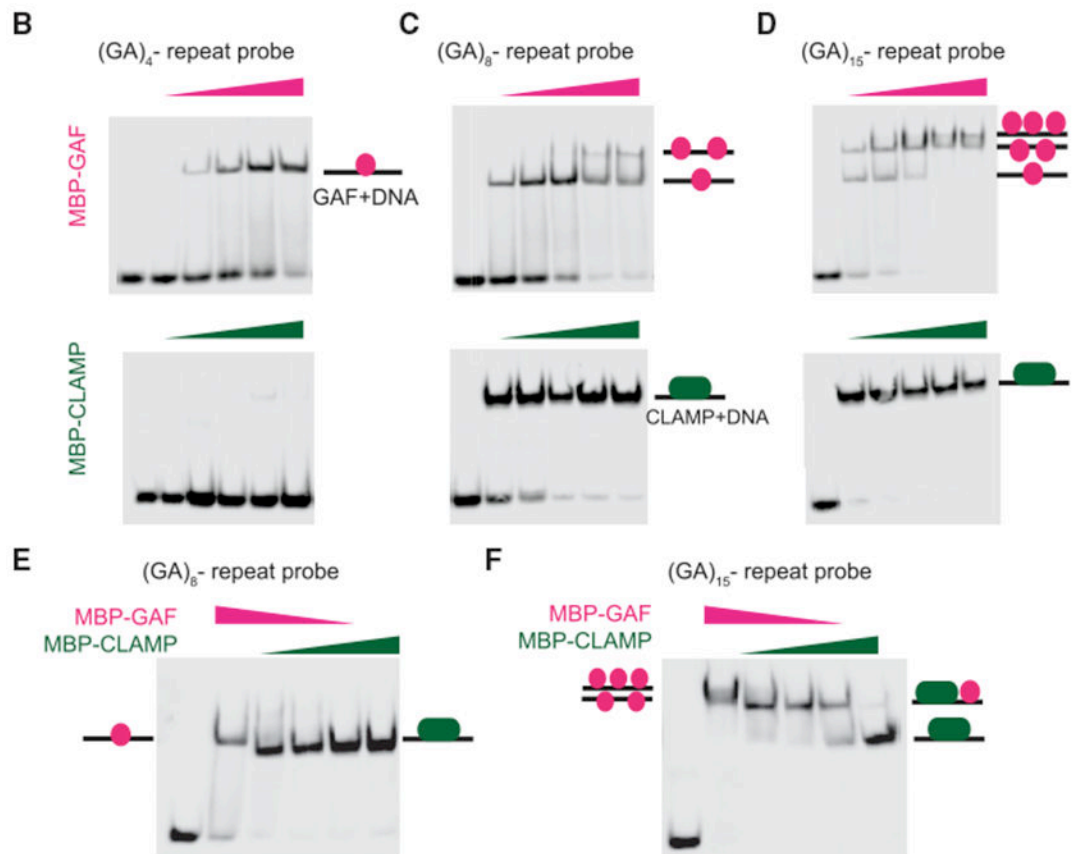 B
(GA)₄- repeat probe
C
(GA)₈- repeat probe
D
(GA)₁₅- repeat probe
MBP-GAF
GAF+DNA
MBP-CLAMP
CLAMP+DNA
E
(GA)₈- repeat probe
MBP-GAF
MBP-CLAMP
F
(GA)₁₅- repeat probe
MBP-GAF
MBP-CLAMP